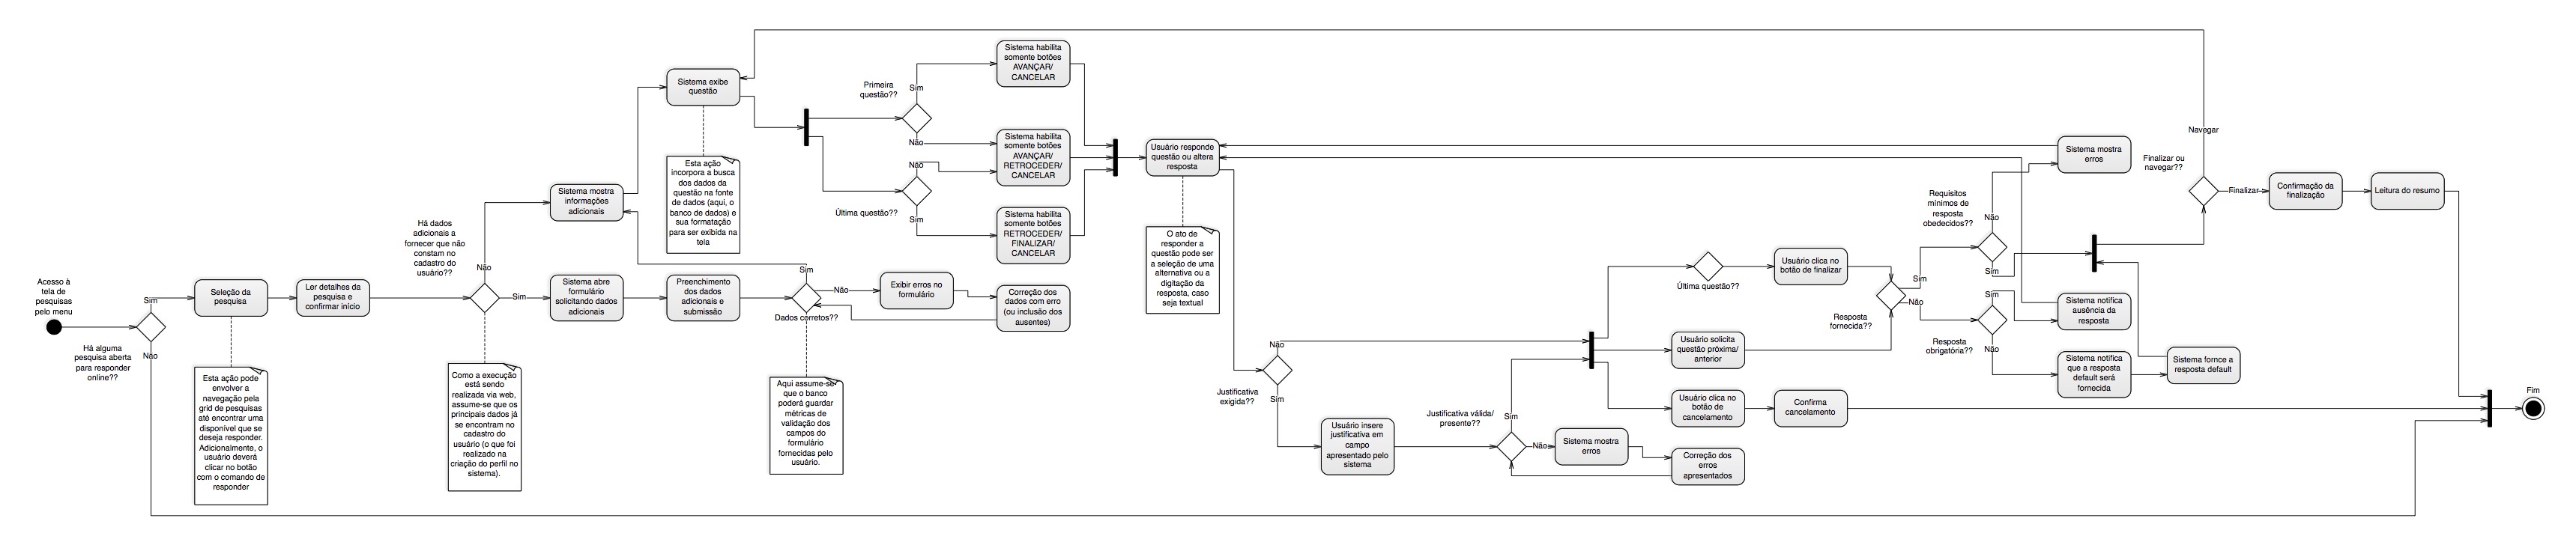 Acesso à
tela de
pesquisas
pelo menu
Há alguma
pesquisa aberta
para responder
online??
Sim
Não
Seleção da
pesquisa
Esta ação pode
envolver a
navegação pela
grid de pesquisas
até encontrar uma
disponível que se
deseja responder.
Adicionalmente, o
usuário deverá
clicar no botão
com o comando de
responder
Ler detalhes da
pesquisa e
confirmar início
Há dados
adicionais a
fornecer que não
constam no
cadastro do
usuário??
Não
Sim
Como a execução
está sendo
realizada via web,
assume-se que os
principais dados já
se encontram no
cadastro do
usuário (o que foi
realizado na
criação do perfil no
sistema).
Sistema mostra
informações
adicionais
Sistema abre
formulário
solicitando dados
adicionais
Preenchimento
dos dados
adicionais e
submissão
Sim
Não
Dados corretos??
Aqui assume-se
que o banco
poderá guardar
métricas de
validação dos
campos do
formulário
fornecidas pelo
usuário.
Exibir erros no
formulário
Correção dos
dados com erro
(ou inclusão dos
ausentes)
Sistema exibe
questão
Esta ação
incorpora a busca
dos dados da
questão na fonte
de dados (aqui, o
banco de dados) e
sua formatação
para ser exibida na
tela
Primeira
questão??
Sim
Não
Não
Última questão??
Sim
Sistema habilita
somente botões
AVANÇAR/
CANCELAR
Sistema habilita
somente botões
AVANÇAR/
RETROCEDER/
CANCELAR
Sistema habilita
somente botões
RETROCEDER/
FINALIZAR/
CANCELAR
Usuário responde
questão ou altera
resposta
O ato de
responder a
questão pode ser
a seleção de uma
alternativa ou a
digitação da
resposta, caso
seja textual
Não
Justificativa
exigida??
Sim
Usuário insere
justificativa em
campo
apresentado pelo
sistema
Justificativa válida/
presente??
Sim
Não
Sistema mostra
erros
Correção dos
erros
apresentados
Última questão??
Usuário clica no
botão de finalizar
Usuário solicita
questão próxima/
anterior
Usuário clica no
botão de
cancelamento
Confirma
cancelamento
Resposta
fornecida??
Sim
Não
Requisitos
mínimos de
resposta
obedecidos??
Não
Sim
Sim
Resposta
obrigatória??
Não
Sistema mostra
erros
Sistema notifica
ausência da
resposta
Sistema notifica
que a resposta
default será
fornecida
Sistema fornce a
resposta default
Navegar
Finalizar ou
navegar??
Finalizar
Confirmação da
finalização
Leitura do resumo
Fim